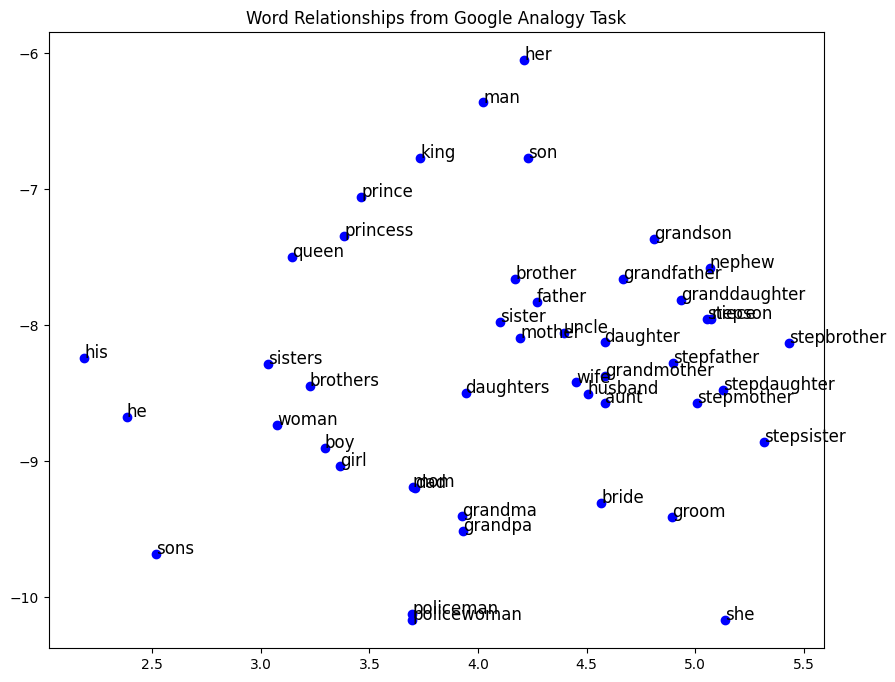 Word Relationships from Google Analogy Task
−6
her
man
king
son
prince
−7
princess
grandson
queen
nephew
brother
grandfather
granddaughter
father
stepson
niece
sister
uncle
−8
mother
daughter
stepbrother
his
sisters
stepfather
grandmother
brothers
wife
daughters
husband
stepdaughter
aunt
stepmother
he
woman
boy
stepsister
girl
−9
mom
dad
bride
grandma
groom
grandpa
sons
policeman
−10
policewoman
she
2.5 3.0 3.5 4.0 4.5 5.0 5.5